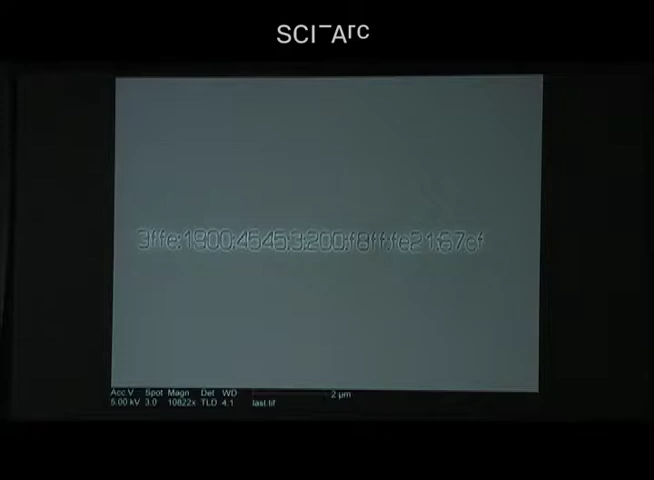 SCI-Arc
3ffe:1900:4545:3:200:f8ff:fe21:67cf
Acc.V Spot Magn Det WD 2 µm
5.00 kV 3.0 10822x TLD 4.1 last.tif